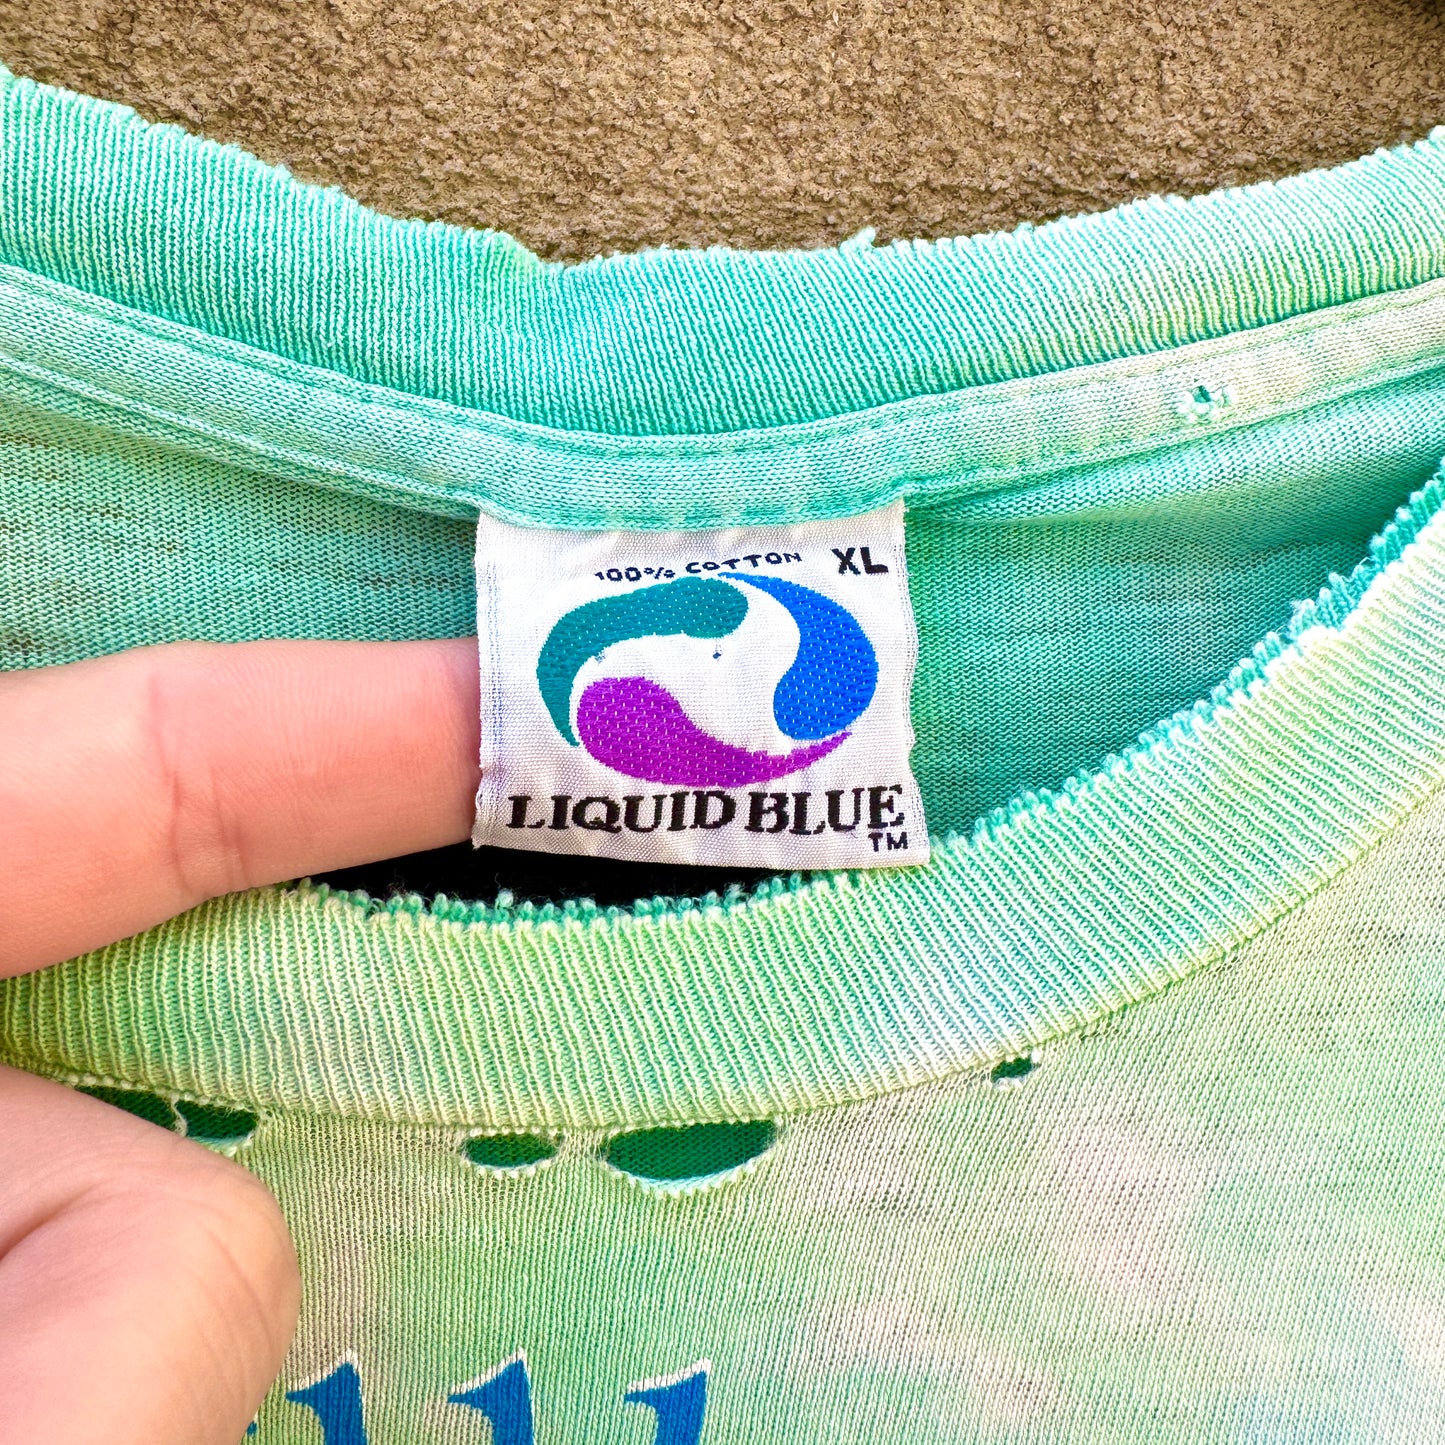 100% COTTON XL
LIQUID BLUE
TM